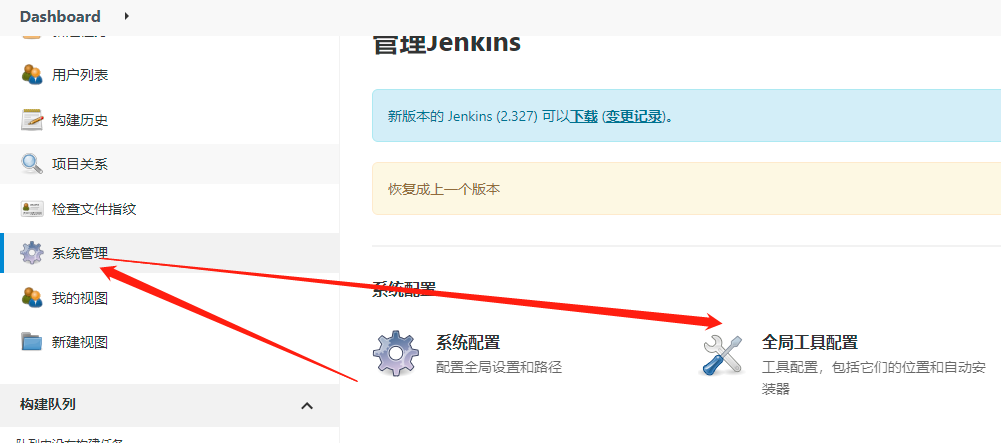 Dashboard
用户列表
构建历史
项目关系
检查文件指纹
系统管理
我的视图
新建视图
构建队列
管理Jenkins
新版本的 Jenkins (2.327) 可以下载 (变更记录)。
恢复成上一个版本
系统配置
系统配置
配置全局设置和路径
全局工具配置
工具配置，包括它们的位置和自动安
装器